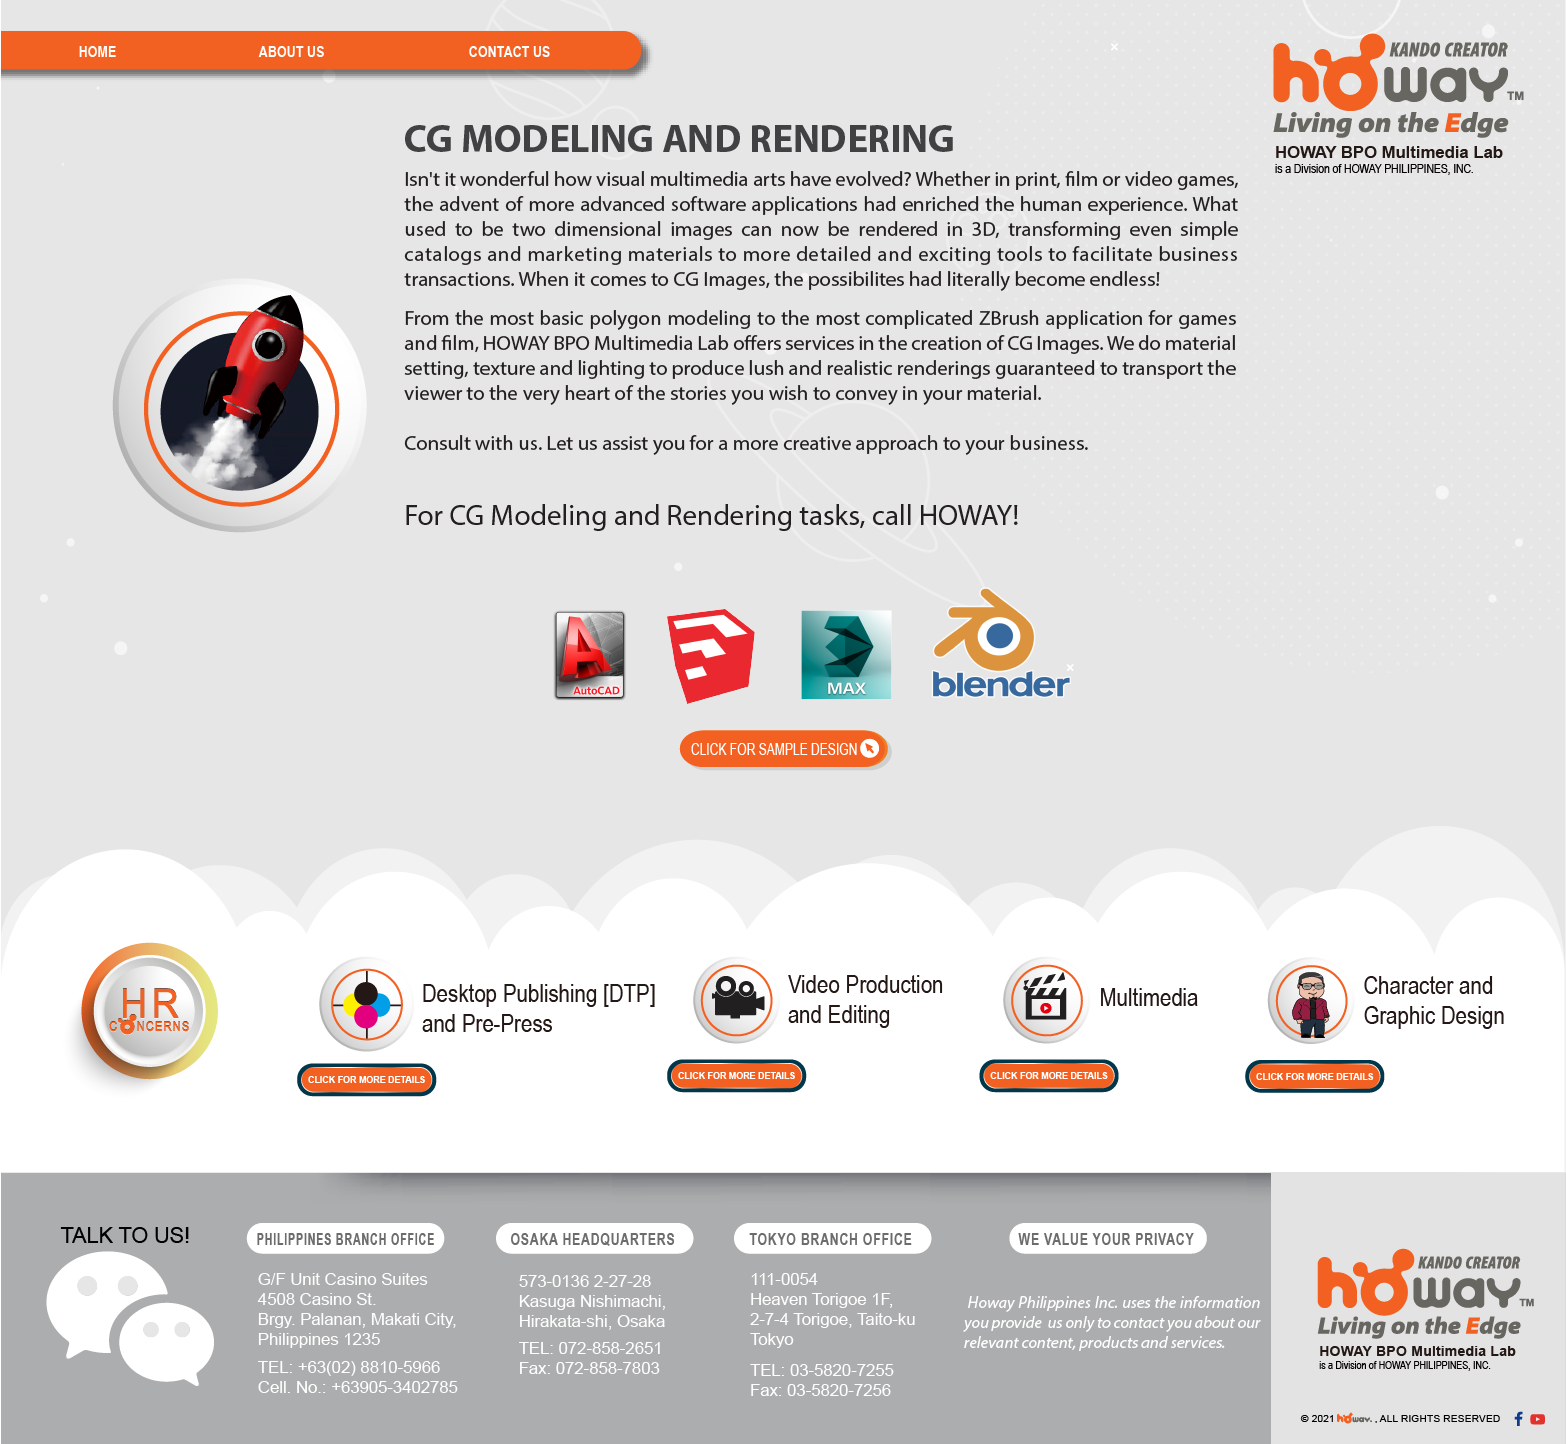 HOME ABOUT US CONTACT US
KANDO CREATOR
howay TM
Living on the Edge
HOWAY BPO Multimedia Lab
is a Division of HOWAY PHILIPPINES, INC.
CG MODELING AND RENDERING
Isn't it wonderful how visual multimedia arts have evolved? Whether in print, film or video games,
the advent of more advanced software applications had enriched the human experience. What
used to be two dimensional images can now be rendered in 3D, transforming even simple
catalogs and marketing materials to more detailed and exciting tools to facilitate business
transactions. When it comes to CG Images, the possibilites had literally become endless!
From the most basic polygon modeling to the most complicated ZBrush application for games
and film, HOWAY BPO Multimedia Lab offers services in the creation of CG Images. We do material
setting, texture and lighting to produce lush and realistic renderings guaranteed to transport the
viewer to the very heart of the stories you wish to convey in your material.
Consult with us. Let us assist you for a more creative approach to your business.
For CG Modeling and Rendering tasks, call HOWAY!
A
AutoCAD
3
MAX
blender
CLICK FOR SAMPLE DESIGN
HR
CONCERNS
Desktop Publishing [DTP]
and Pre-Press
CLICK FOR MORE DETAILS
Video Production
and Editing
CLICK FOR MORE DETAILS
Multimedia
CLICK FOR MORE DETAILS
Character and
Graphic Design
CLICK FOR MORE DETAILS
TALK TO US!
PHILIPPINES BRANCH OFFICE
G/F Unit Casino Suites
4508 Casino St.
Brgy. Palanan, Makati City,
Philippines 1235
TEL: +63(02) 8810-5966
Cell. No.: +63905-3402785
OSAKA HEADQUARTERS
573-0136 2-27-28
Kasuga Nishimachi,
Hirakata-shi, Osaka
TEL: 072-858-2651
Fax: 072-858-7803
TOKYO BRANCH OFFICE
111-0054
Heaven Torigoe 1F,
2-7-4 Torigoe, Taito-ku
Tokyo
TEL: 03-5820-7255
Fax: 03-5820-7256
WE VALUE YOUR PRIVACY
Howay Philippines Inc. uses the information
you provide us only to contact you about our
relevant content, products and services.
KANDO CREATOR
howay TM
Living on the Edge
HOWAY BPO Multimedia Lab
is a Division of HOWAY PHILIPPINES, INC.
© 2021 howay. , ALL RIGHTS RESERVED f